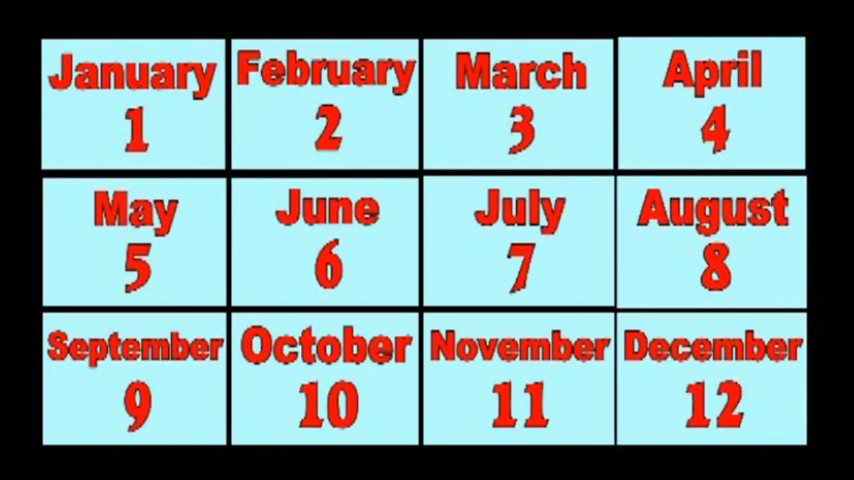 January
1
February
2
March
3
April
4
May
5
June
6
July
7
August
8
September
9
October
10
November
11
December
12